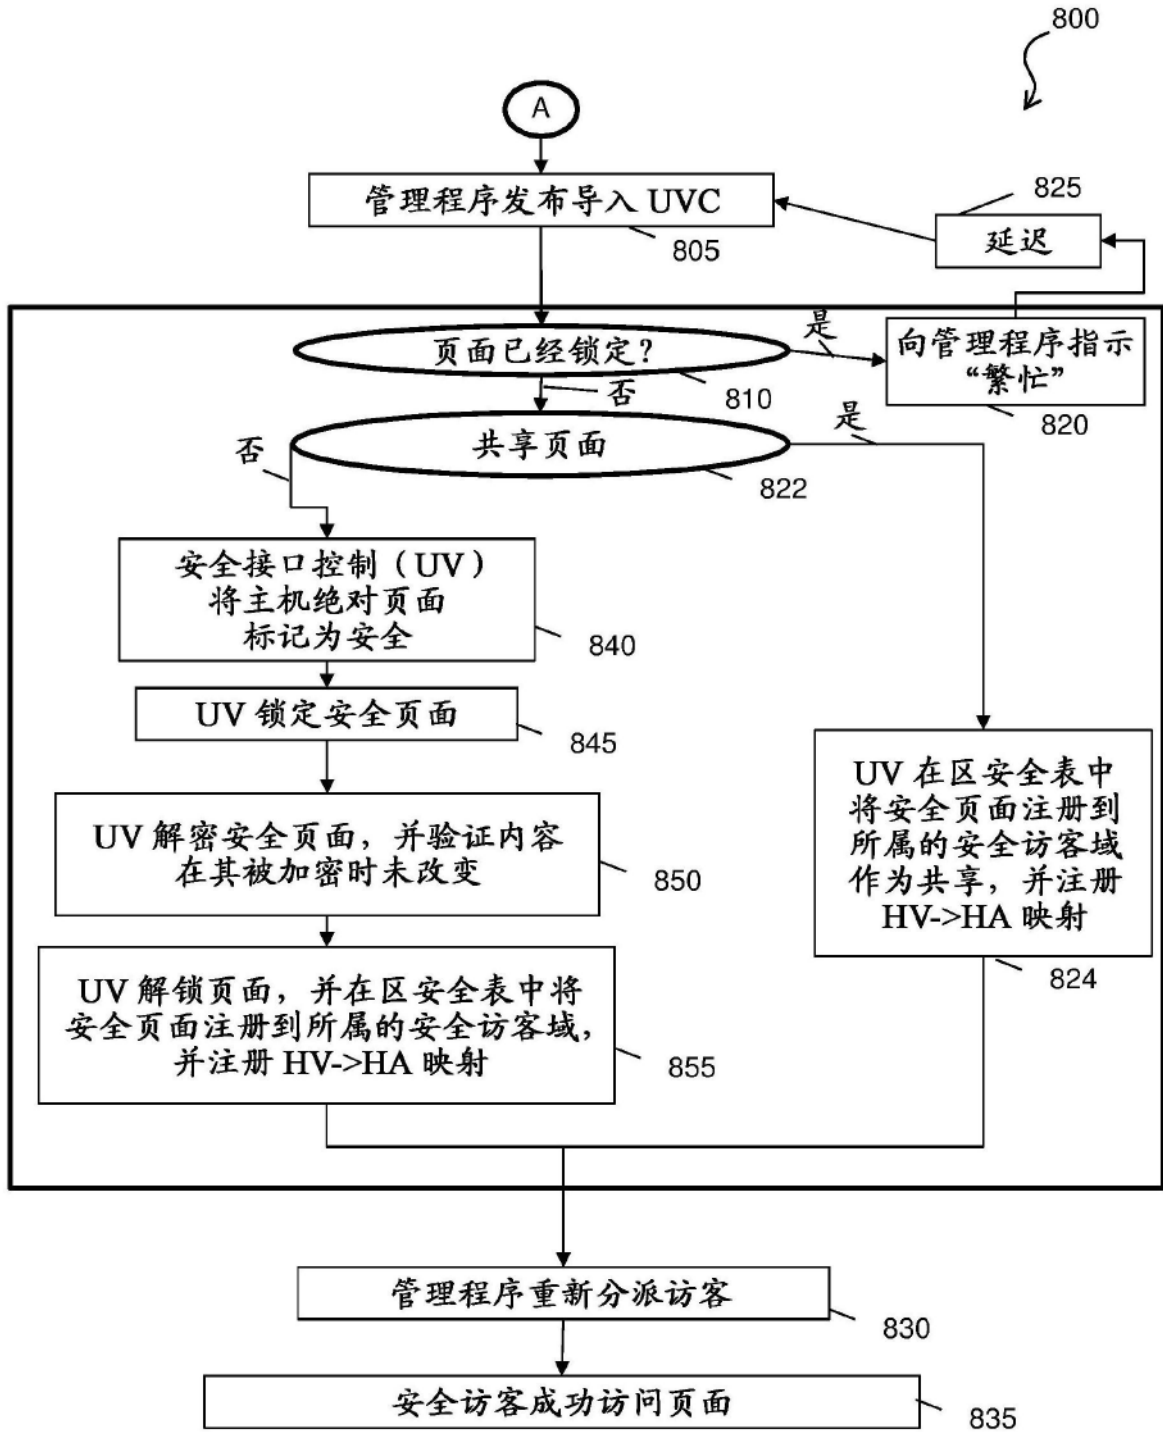 800
A
管理程序发布导入 UVC
805
825
延迟
页面已经锁定?
810
是
向管理程序指示
“繁忙”
820
否
共享页面
822
是
否
安全接口控制（UV）
将主机绝对页面
标记为安全
840
UV 锁定安全页面
845
UV 解密安全页面，并验证内容
在其被加密时未改变
850
UV 在区安全表中
将安全页面注册到
所属的安全访客域
作为共享，并注册
HV->HA 映射
824
UV 解锁页面，并在区安全表中将
安全页面注册到所属的安全访客域，
并注册 HV->HA 映射
855
管理程序重新分派访客
830
安全访客成功访问页面
835